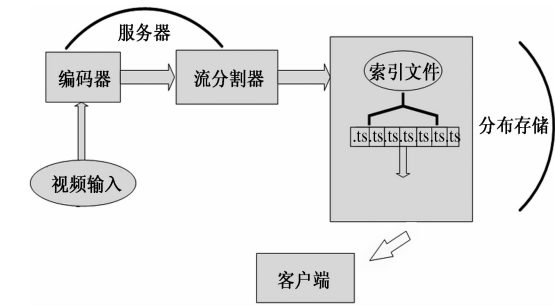 服务器
编码器
流分割器
索引文件
.ts.ts.ts.ts.ts.ts.ts
分布存储
视频输入
客户端